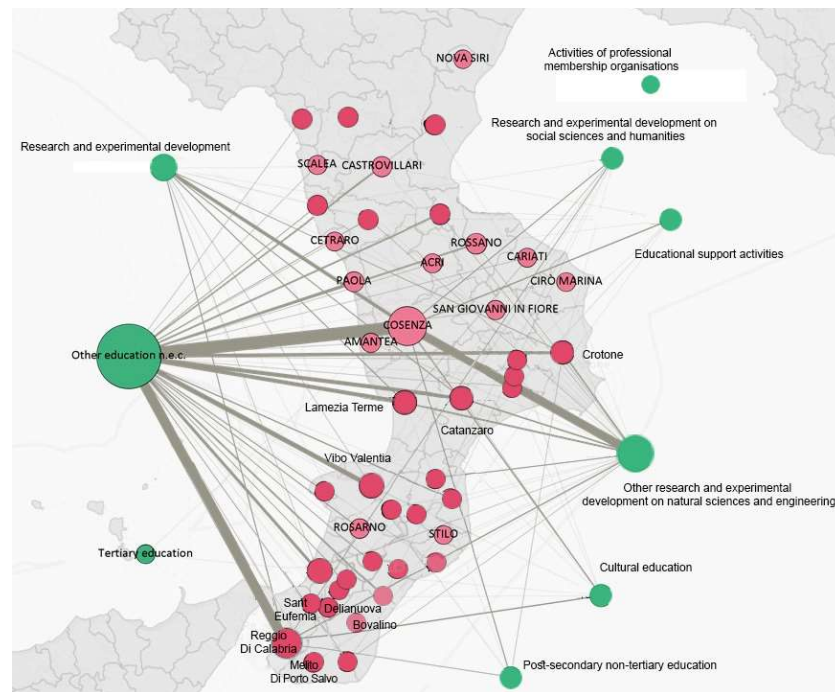 NOVA SIRI
Activities of professional
membership organisations
Research and experimental development on
social sciences and humanities
Research and experimental development
SCALEA
CASTROVILLARI
CETRARO
ROSSANO
CARIATI
Educational support activities
ACRI
PAOLA
CIRÒ MARINA
SAN GIOVANNI IN FIORE
COSENZA
AMANTEA
Other education n.e.c.
Crotone
Lamezia Terme
Catanzaro
Vibo Valentia
Other research and experimental
development on natural sciences and engineering
ROSARNO
STILO
Tertiary education
Cultural education
Sant
Eufemia
Delianuova
Bovalino
Reggio
Di Calabria
Melito
Di Porto Salvo
Post-secondary non-tertiary education